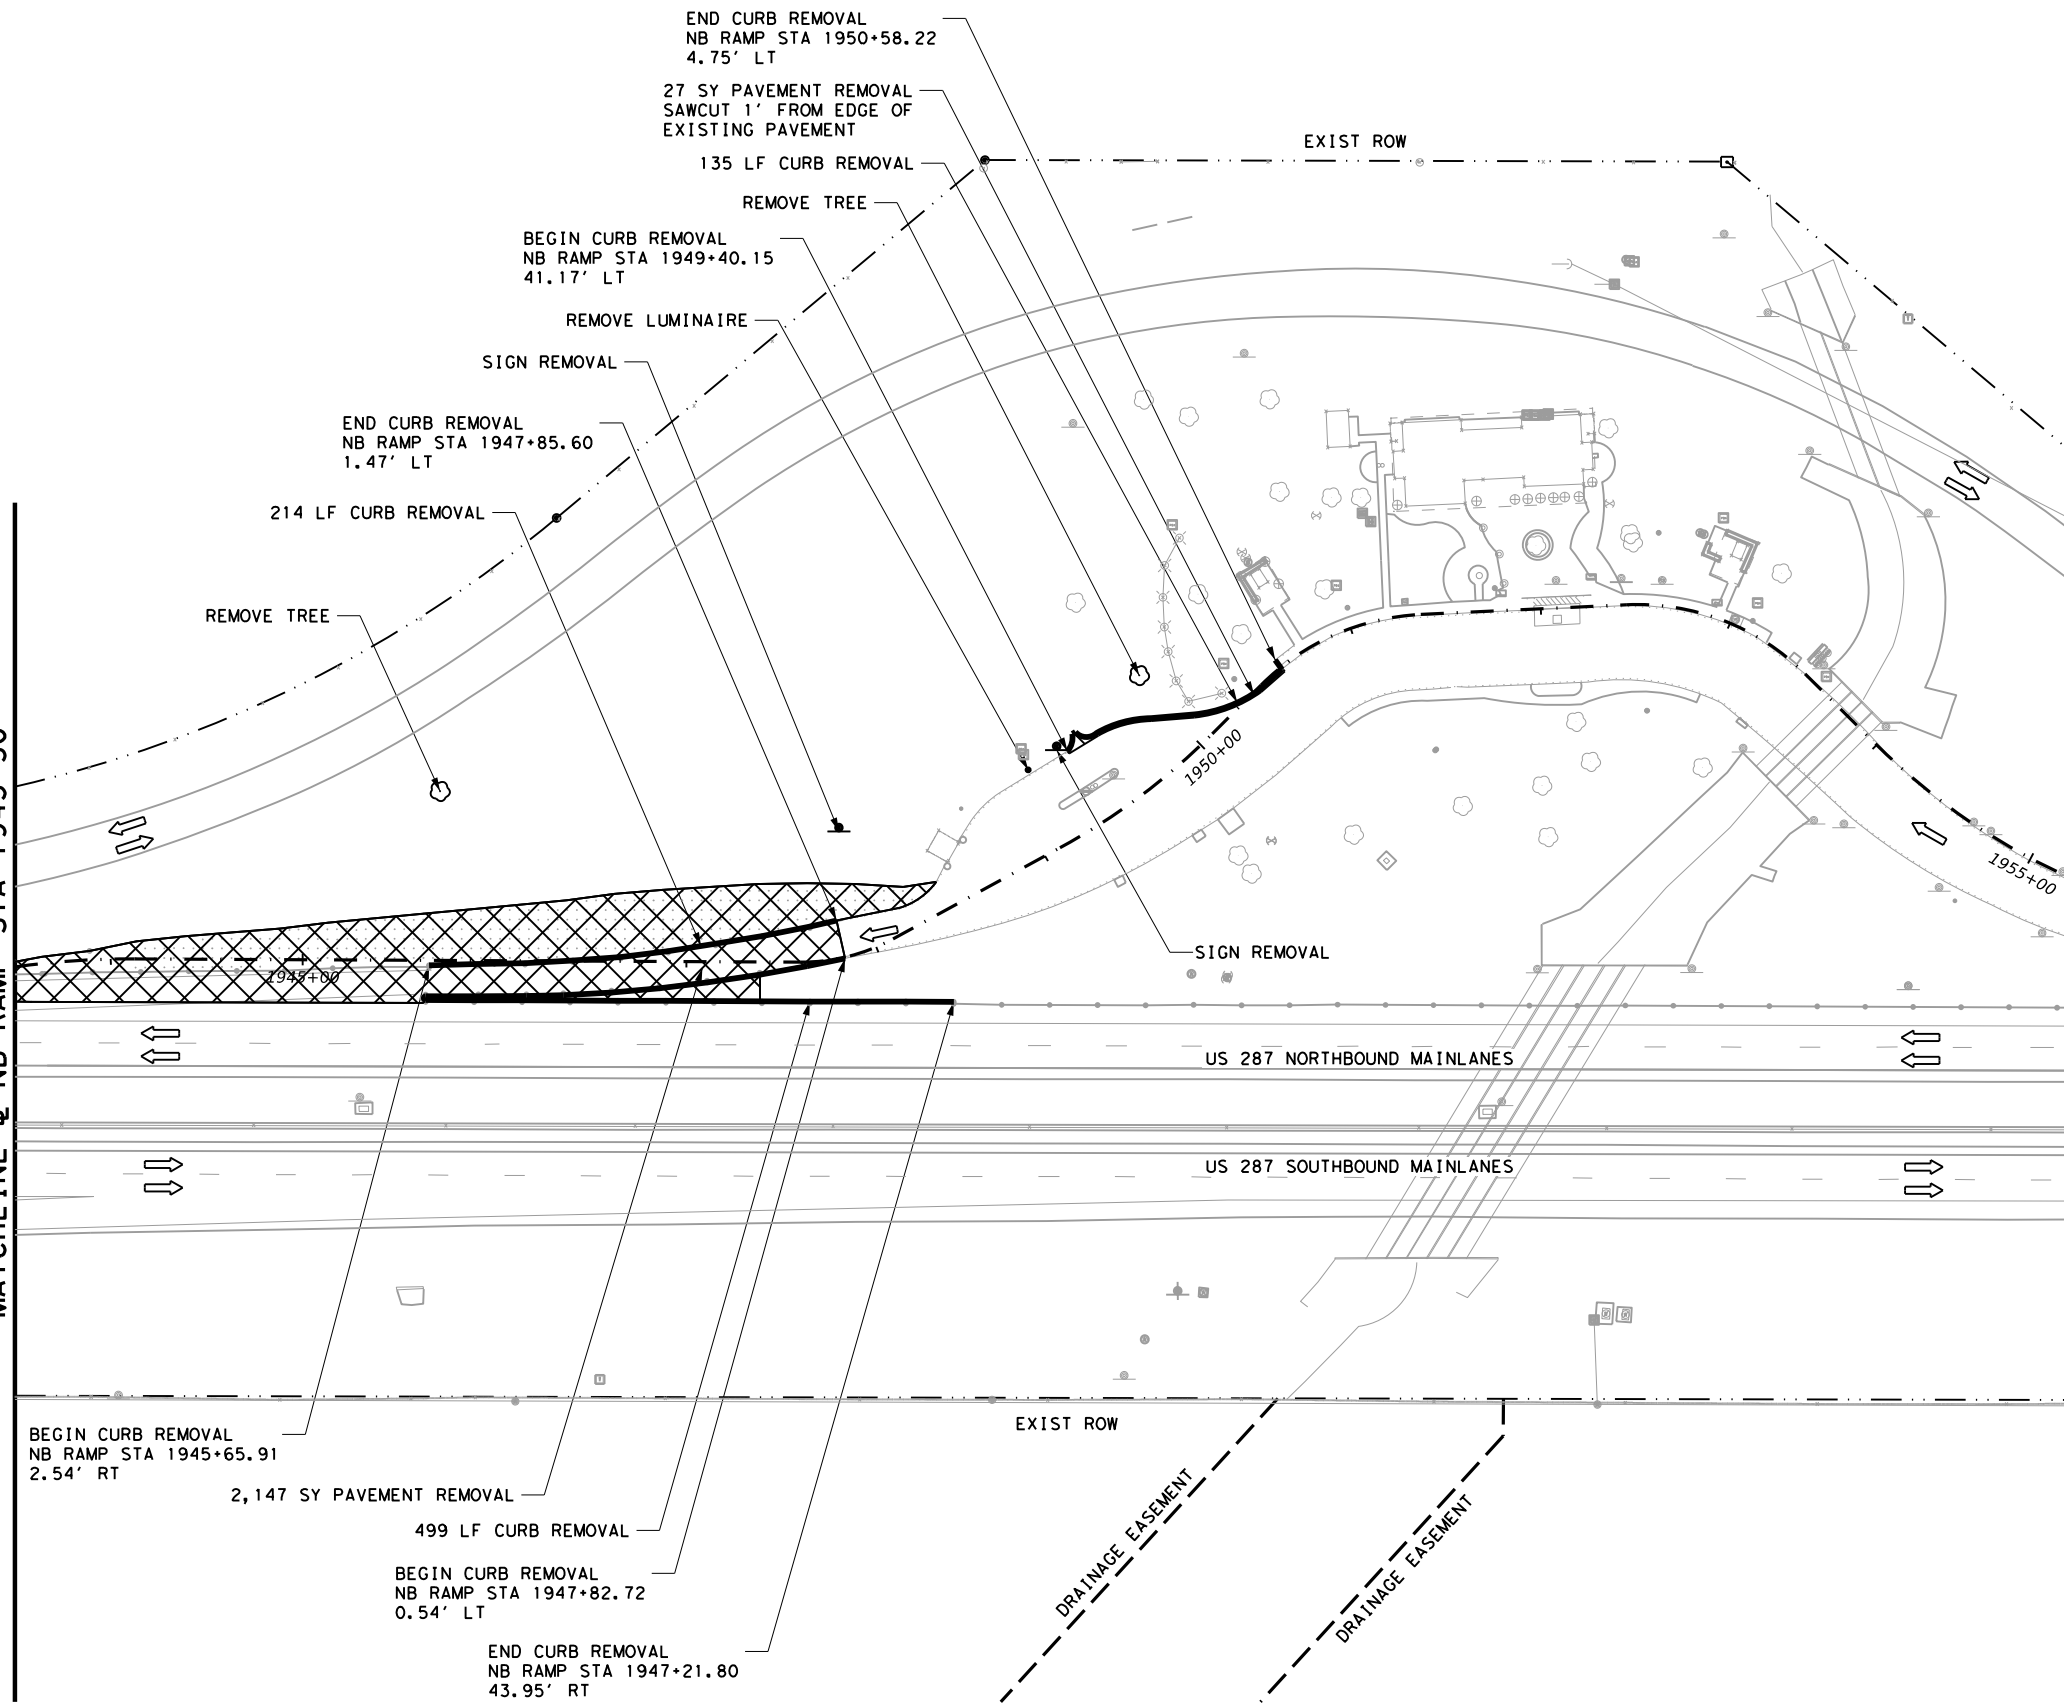 END CURB REMOVAL
NB RAMP STA 1950+58.22
4.75' LT
27 SY PAVEMENT REMOVAL
SAWCUT 1' FROM EDGE OF
EXISTING PAVEMENT
135 LF CURB REMOVAL
REMOVE TREE
BEGIN CURB REMOVAL
NB RAMP STA 1949+40.15
41.17' LT
REMOVE LUMINAIRE
SIGN REMOVAL
END CURB REMOVAL
NB RAMP STA 1947+85.60
1.47' LT
214 LF CURB REMOVAL
REMOVE TREE
EXIST ROW
1950+00
1955+00
1945+00
SIGN REMOVAL
US 287 NORTHBOUND MAINLANES
US 287 SOUTHBOUND MAINLANES
EXIST ROW
BEGIN CURB REMOVAL
NB RAMP STA 1945+65.91
2.54' RT
2,147 SY PAVEMENT REMOVAL
499 LF CURB REMOVAL
BEGIN CURB REMOVAL
NB RAMP STA 1947+82.72
0.54' LT
END CURB REMOVAL
NB RAMP STA 1947+21.80
43.95' RT
DRAINAGE EASEMENT
DRAINAGE EASEMENT